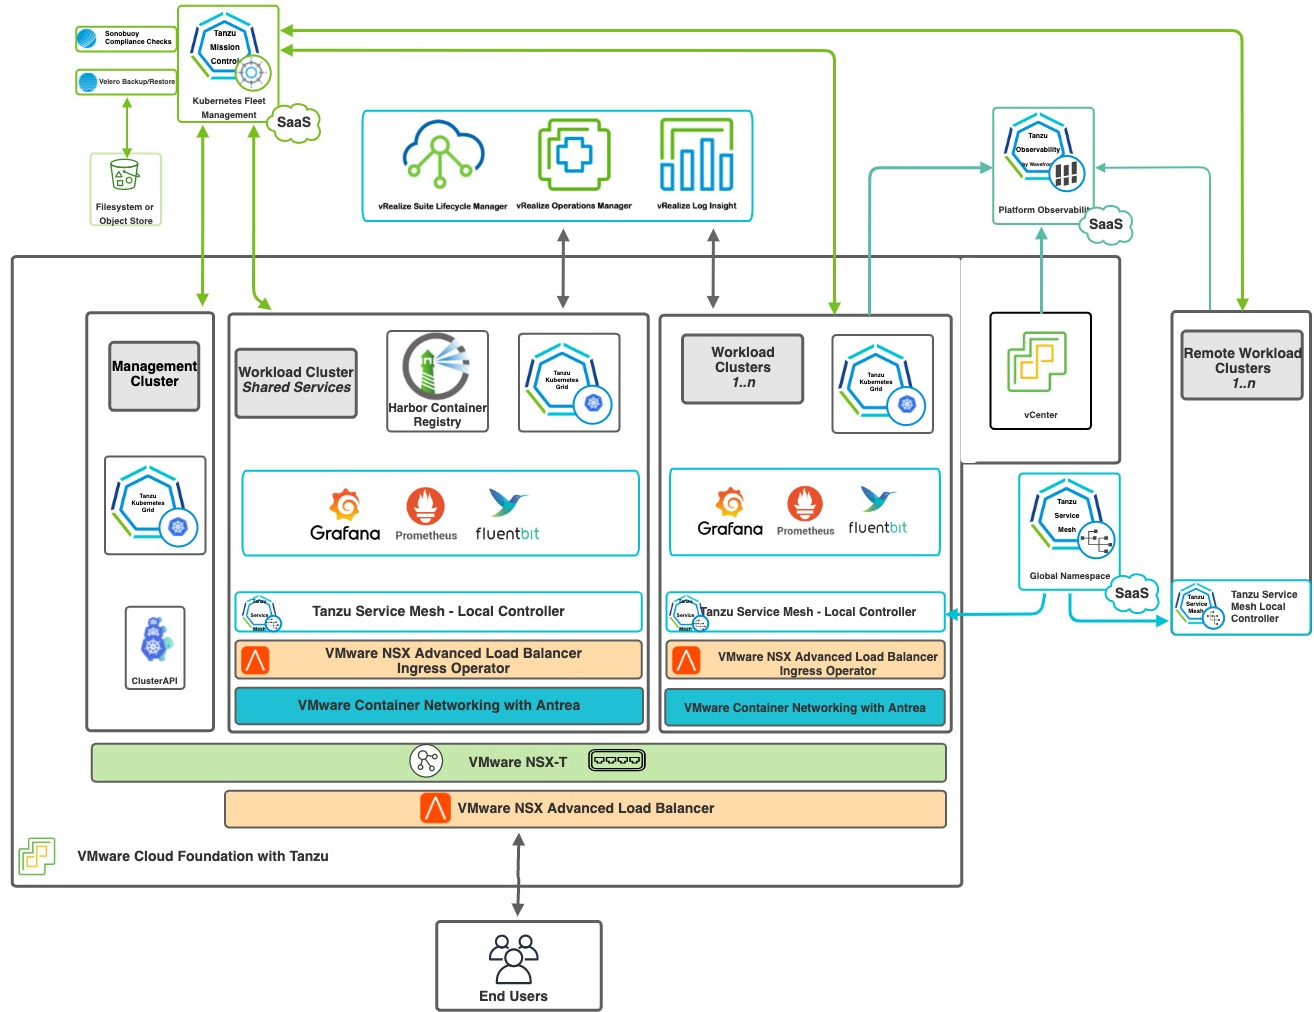 Sonobuoy
Compliance Checks
Velero Backup/Restore
Filesystem or
Object Store
Tanzu
Mission
Control
Kubernetes Fleet
Management
SaaS
vRealize Suite Lifecycle Manager
vRealize Operations Manager
vRealize Log Insight
Tanzu
Observability
by Wavefront
Platform Observability
SaaS
Management
Cluster
Tanzu
Kubernetes
Grid
ClusterAPI
Workload Cluster
Shared Services
Harbor Container
Registry
Tanzu
Kubernetes
Grid
Grafana
Prometheus
fluentbit
Tanzu
Service
Mesh
Tanzu Service Mesh - Local Controller
VMware NSX Advanced Load Balancer
Ingress Operator
VMware Container Networking with Antrea
Workload
Clusters
1..n
Tanzu
Kubernetes
Grid
Grafana
Prometheus
fluentbit
Tanzu
Service
Mesh
Tanzu Service Mesh - Local Controller
VMware NSX Advanced Load Balancer
Ingress Operator
VMware Container Networking with Antrea
vCenter
Tanzu
Service
Mesh
Global Namespace
SaaS
Remote Workload
Clusters
1..n
Tanzu
Service
Mesh
Tanzu Service
Mesh Local
Controller
VMware NSX-T
VMware NSX Advanced Load Balancer
VMware Cloud Foundation with Tanzu
End Users